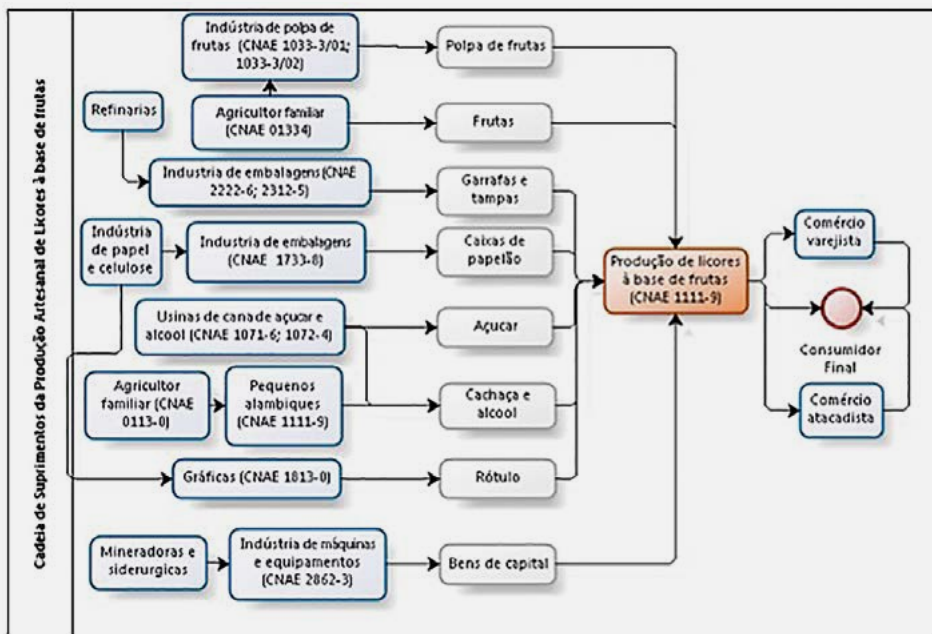 Cadeia de Suprimentos da Produção Artesanal de Licores à base de frutas
Indústria de polpa de
frutas (CNAE 1033-3/01;
1033-3/02)
Polpa de frutas
Refinarias
Agricultor familiar
(CNAE 01334)
Frutas
Industria de embalagens (CNAE
2222-6; 2312-5)
Garrafas e
tampas
Indústria
de papel
e celulose
Industria de embalagens
(CNAE 1733-8)
Caixas de
papelão
Produção de licores
à base de frutas
(CNAE 1111-9)
Comércio
varejista
Consumidor
Final
Comércio
atacadista
Usinas de cana de açúcar e
alcool (CNAE 1071-6; 1072-4)
Açucar
Agricultor
familiar (CNAE
0113-0)
Pequenos
alambiques
(CNAE 1111-9)
Cachaça e
alcool
Gráficas (CNAE 1813-0)
Rótulo
Mineradoras e
siderurgicas
Indústria de máquinas
e equipamentos
(CNAE 2862-3)
Bens de capital